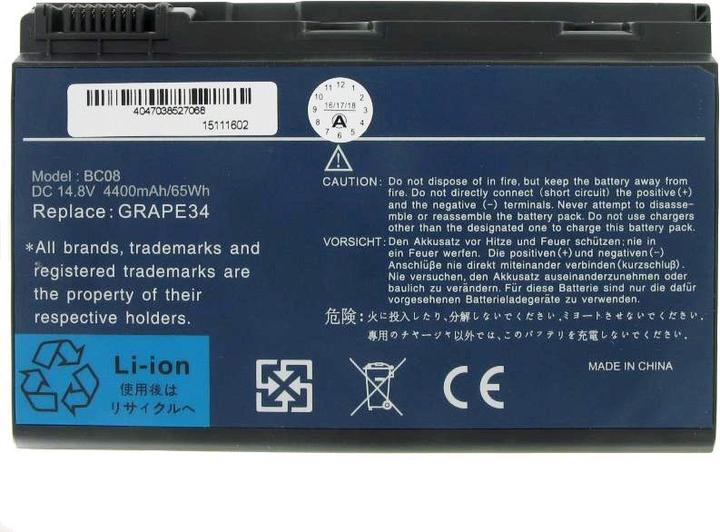 4047038527068
15111602
11 12 1
10 2
9 16/17/18 3
8 A 4
7 6 5
Model : BC08
DC 14.8V 4400mAh/65Wh
Replace: GRAPE34
*All brands, trademarks and
registered trademarks are
the property of their
respective holders.
CAUTION: Do not dispose of in fire, but keep the battery away from
fire. Do not directly connect (short circuit) the positive(+)
and the negative (-) terminals. Never attempt to disasse-
mble or reassemble the battery pack. Do not use chargers
other than the designated one to charge this battery pack.
VORSICHT: Den Akkusatz vor Hitze und Feuer schützen; nie in
ein Feuer werfen. Die positiven(+) und negativen(-)
Anschlüße nie direkt miteinander verbinden(kurzschluß).
Nie versuchen, den Akkusatz auseinanderzunehmen oder
baulich zu verändern. Für diese Batterie sind nur die dafür
vorgesehenen Batterieladegeräte zu verwenden.
危険: 火に投入したり、分解しないでください。ミヨートさせないでください。
専用のチャージャ以外では、このバテリを充電しないでください。
Li-ion
使用後は
リサイクルへ
CE
MADE IN CHINA